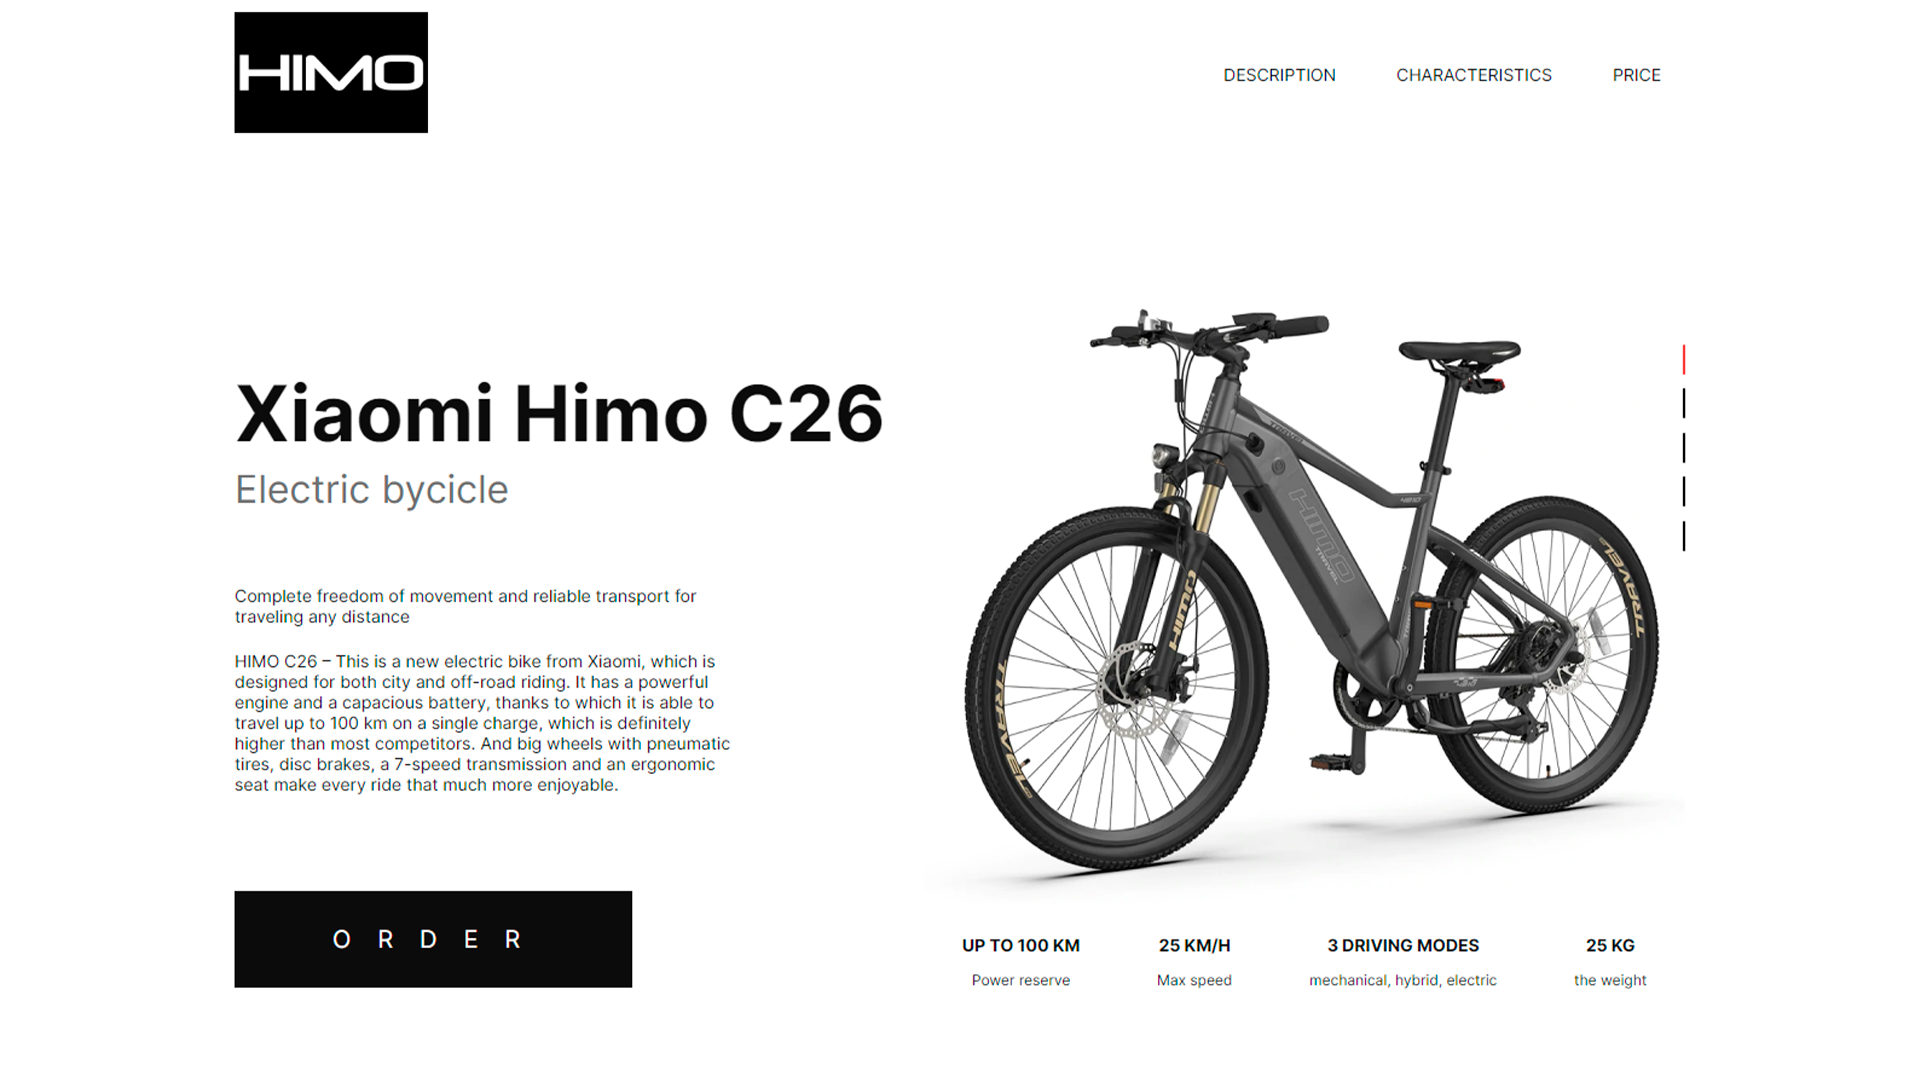 HIMO
DESCRIPTION
CHARACTERISTICS
PRICE
Xiaomi Himo C26
Electric bycicle
Complete freedom of movement and reliable transport for
traveling any distance
HIMO C26 – This is a new electric bike from Xiaomi, which is
designed for both city and off-road riding. It has a powerful
engine and a capacious battery, thanks to which it is able to
travel up to 100 km on a single charge, which is definitely
higher than most competitors. And big wheels with pneumatic
tires, disc brakes, a 7-speed transmission and an ergonomic
seat make every ride that much more enjoyable.
ORDER
HIMO
TRAVEL
HIMO
TRAVEL
TRAVEL
UP TO 100 KM
Power reserve
25 KM/H
Max speed
3 DRIVING MODES
mechanical, hybrid, electric
25 KG
the weight